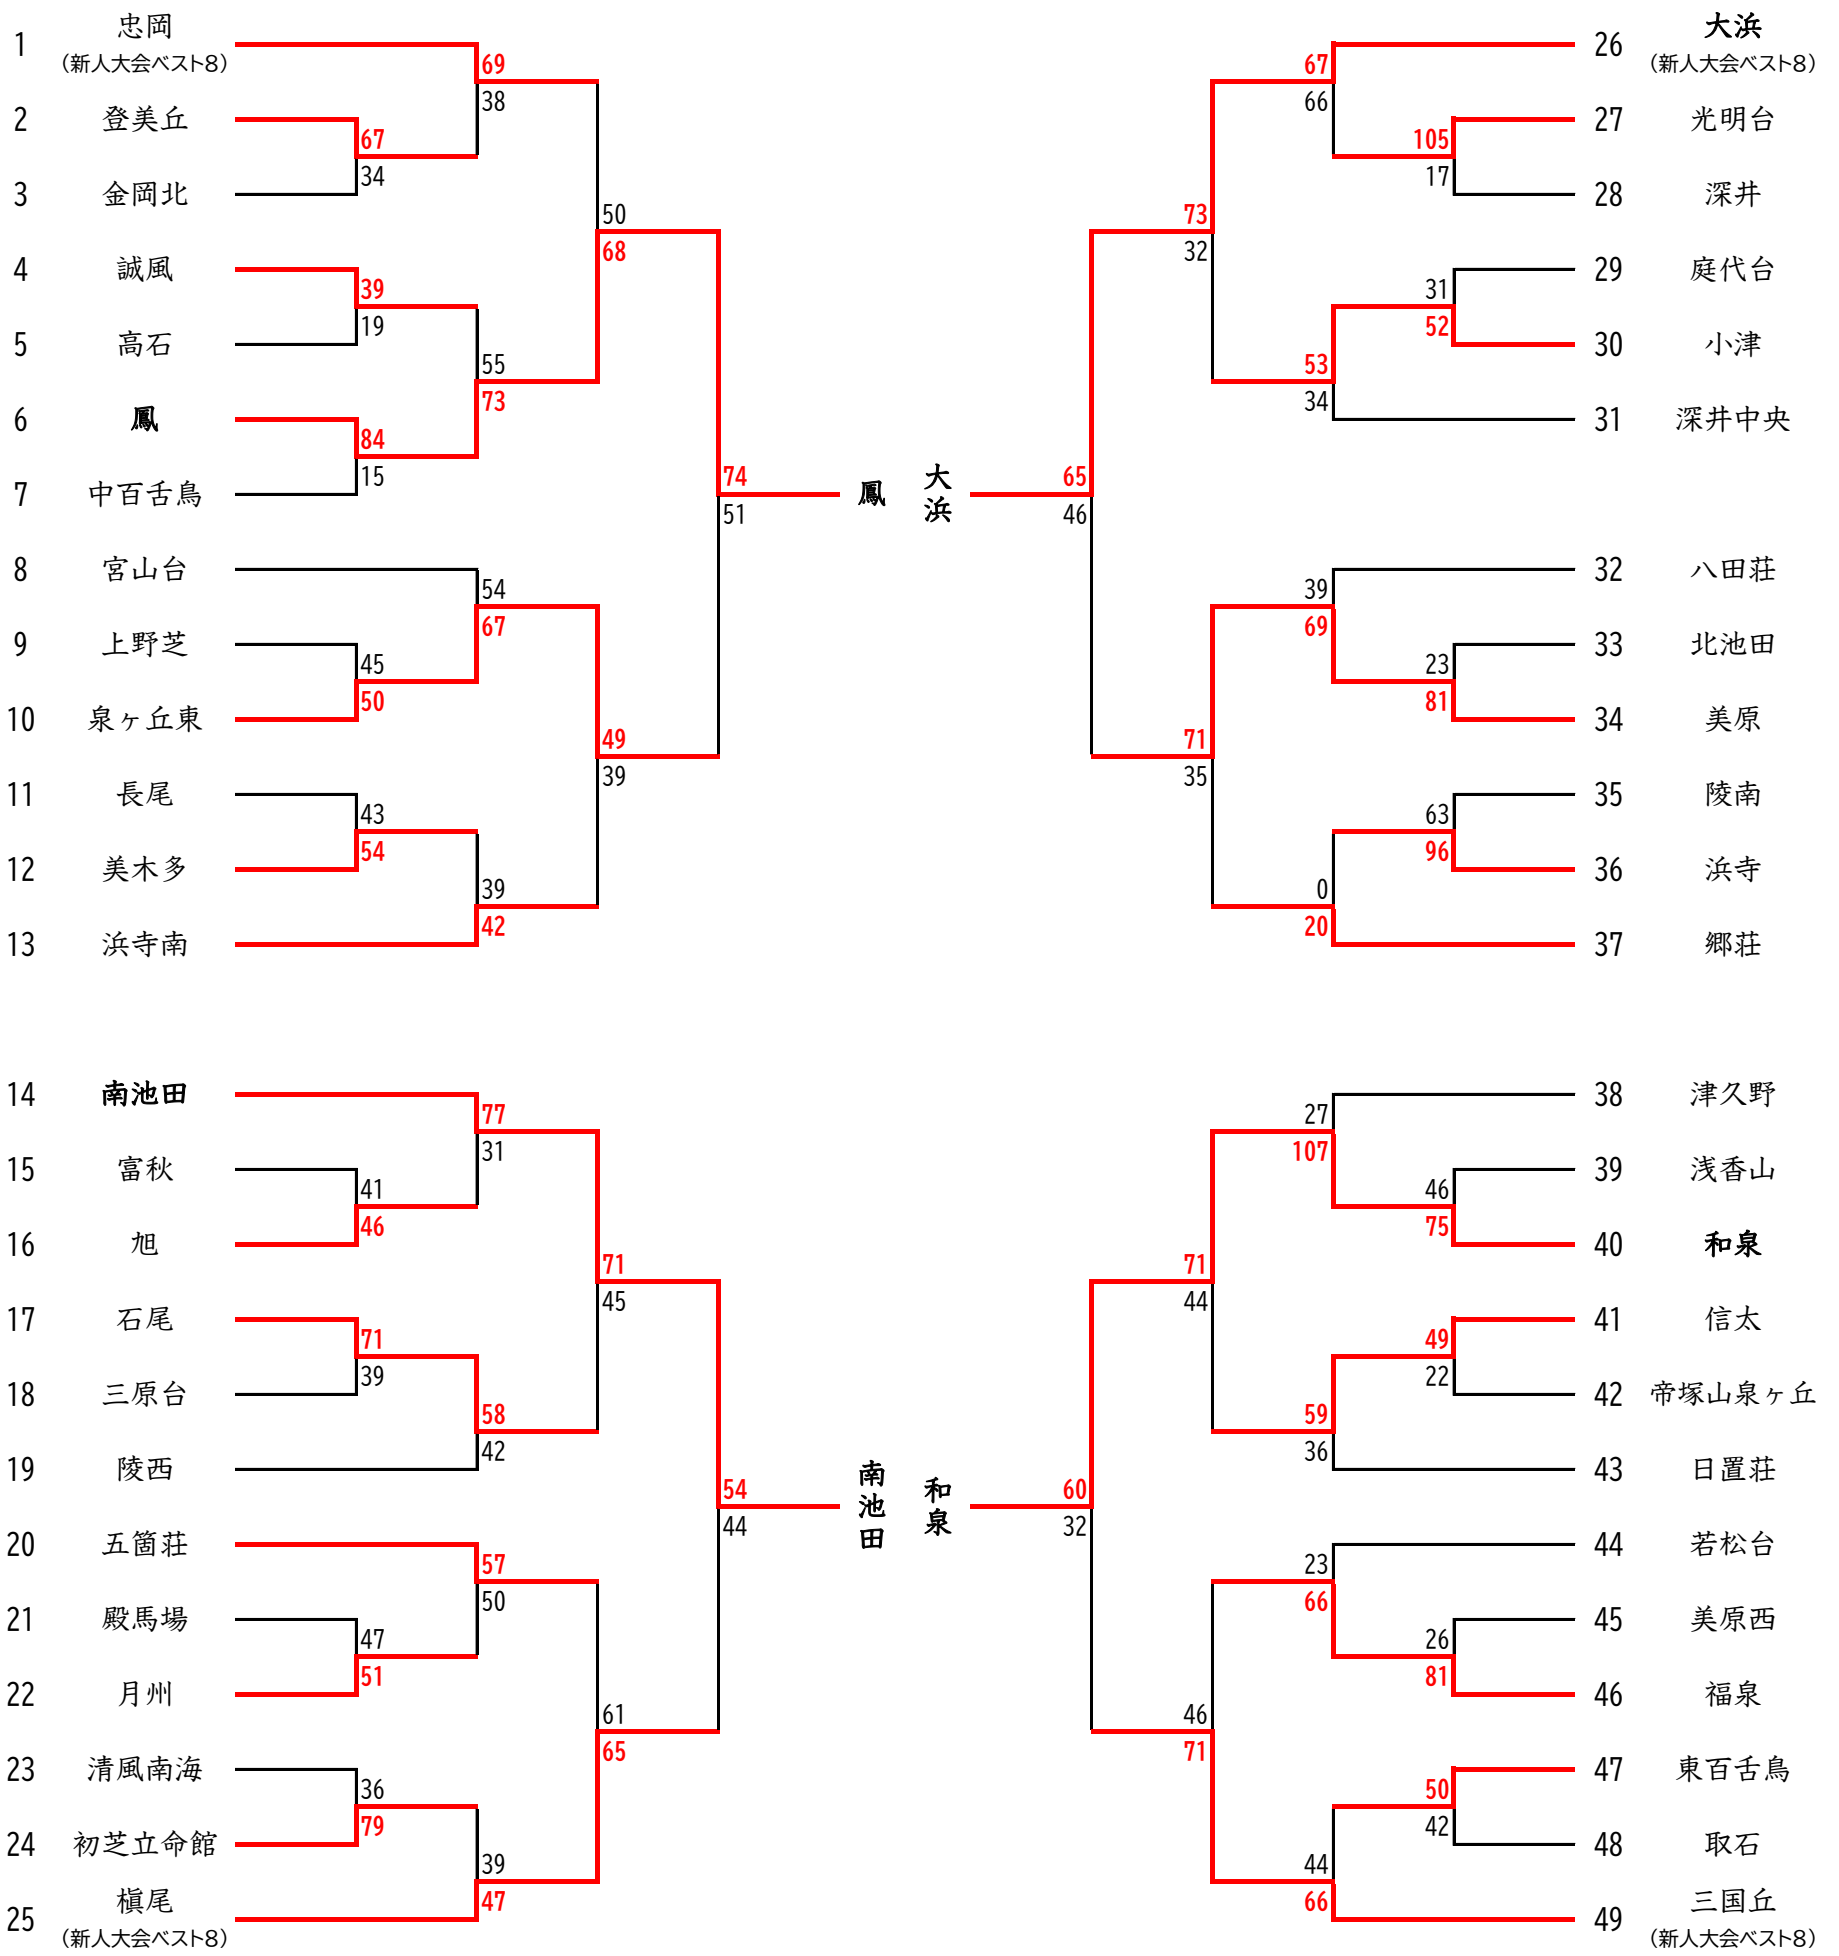 1 忠岡
(新人大会ベスト8)
2 登美丘
3 金岡北
4 誠風
5 高石
6 鳳
7 中百舌鳥
8 宮山台
9 上野芝
10 泉ヶ丘東
11 長尾
12 美木多
13 浜寺南
69
38
67
34
50
68
39
19
55
73
84
15
74
51
54
67
45
50
49
39
43
54
39
42
鳳
大浜
26 大浜
(新人大会ベスト8)
27 光明台
28 深井
29 庭代台
30 小津
31 深井中央
32 八田荘
33 北池田
34 美原
35 陵南
36 浜寺
37 郷荘
67
66
105
17
73
32
31
52
53
34
65
46
39
69
23
81
71
35
63
96
0
20
14 南池田
15 富秋
16 旭
17 石尾
18 三原台
19 陵西
20 五箇荘
21 殿馬場
22 月州
23 清風南海
24 初芝立命館
25 槇尾
(新人大会ベスト8)
77
31
41
46
71
45
71
39
58
42
54
44
57
50
47
51
61
65
36
79
39
47
南池田
和泉
38 津久野
39 浅香山
40 和泉
41 信太
42 帝塚山泉ヶ丘
43 日置荘
44 若松台
45 美原西
46 福泉
47 東百舌鳥
48 取石
49 三国丘
(新人大会ベスト8)
27
107
46
75
71
44
49
22
59
36
60
32
23
66
26
81
46
71
50
42
44
66